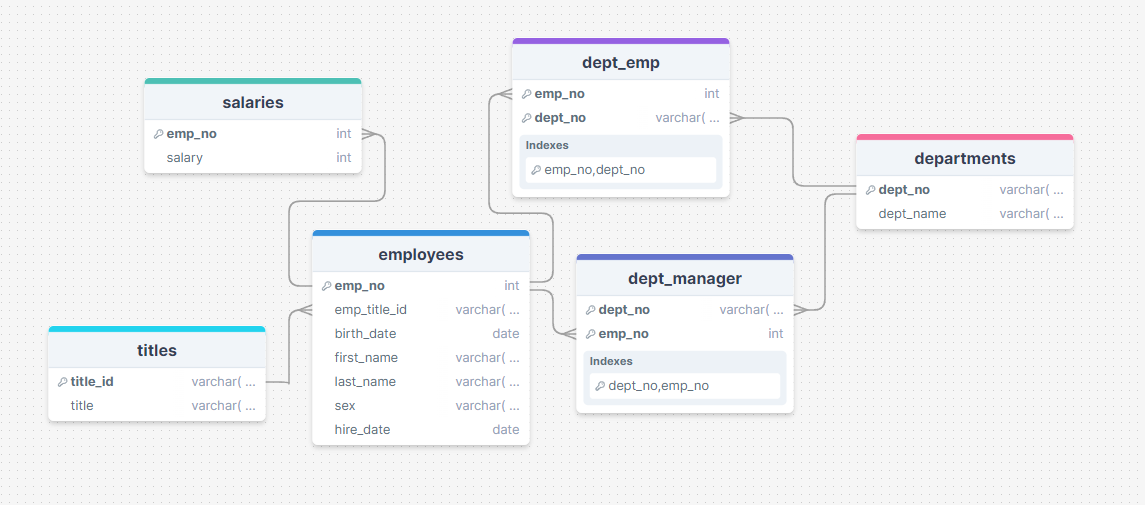 dept_emp
emp_no int
dept_no varchar( ...
Indexes
emp_no,dept_no
salaries
emp_no int
salary int
departments
dept_no varchar( ...
dept_name varchar( ...
employees
emp_no int
emp_title_id varchar( ...
birth_date date
first_name varchar( ...
last_name varchar( ...
sex varchar( ...
hire_date date
dept_manager
dept_no varchar( ...
emp_no int
Indexes
dept_no,emp_no
titles
title_id varchar( ...
title varchar( ...